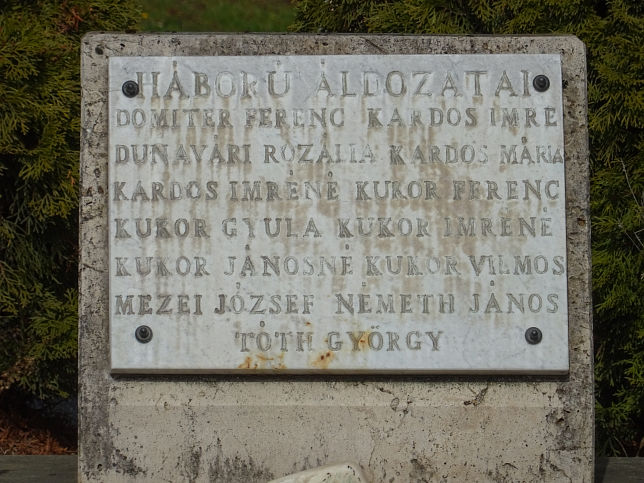 HÁBORÚ ÁLDOZATAI
DOMITER FERENC KARDOS IMRE
DUNAVÁRI ROZÁLIA KARDOS MÁRIA
KARDOS IMRÉNÉ KUKOR FERENC
KUKOR GYULA KUKOR IMRÉNÉ
KUKOR JÁNOSNÉ KUKOR VILMOS
MEZEI JÓZSEF NÉMETH JÁNOS
TÓTH GYÖRGY